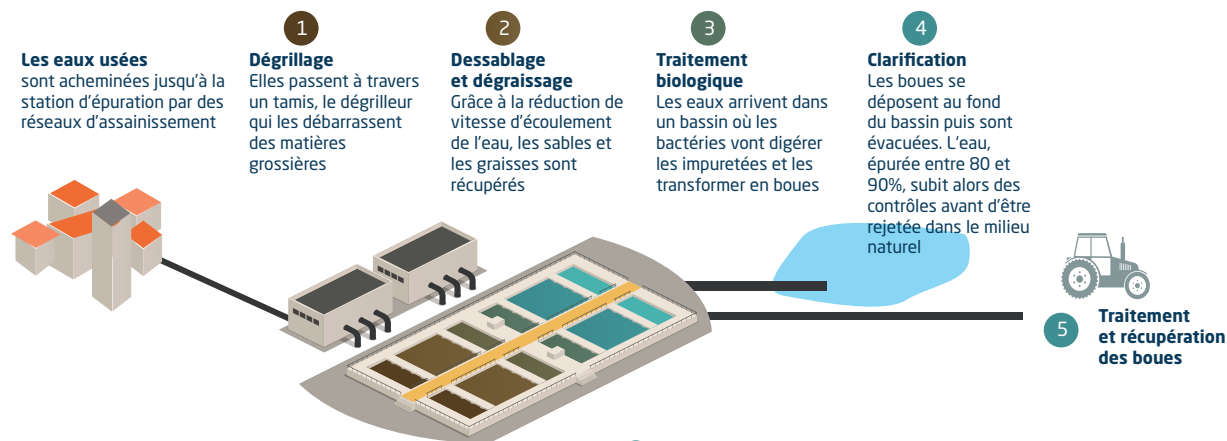 Les eaux usées
sont acheminées jusqu'à la
station d'épuration par des
réseaux d'assainissement
1
Dégrillage
Elles passent à travers
un tamis, le dégrilleur
qui les débarrassent
des matières
grossières
2
Dessablage
et dégraissage
Grâce à la réduction de
vitesse d'écoulement
de l'eau, les sables et
les graisses sont
récupérés
3
Traitement
biologique
Les eaux arrivent dans
un bassin où les
bactéries vont digérer
les impuretées et les
transformer en boues
4
Clarification
Les boues se
déposent au fond
du bassin puis sont
évacuées. L'eau,
épurée entre 80 et
90%, subit alors des
contrôles avant d'être
rejetée dans le milieu
naturel
5
Traitement
et récupération
des boues